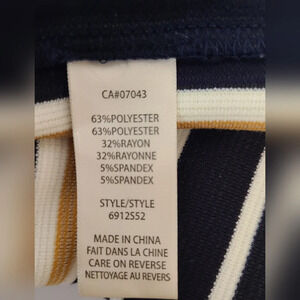 CA#07043
63%POLYESTER
63%POLYESTER
32%RAYON
32%RAYONNE
5%SPANDEX
5%SPANDEX
STYLE/STYLE
6912S52
MADE IN CHINA
FAIT DANS LA CHINE
CARE ON REVERSE
NETTOYAGE AU REVERS